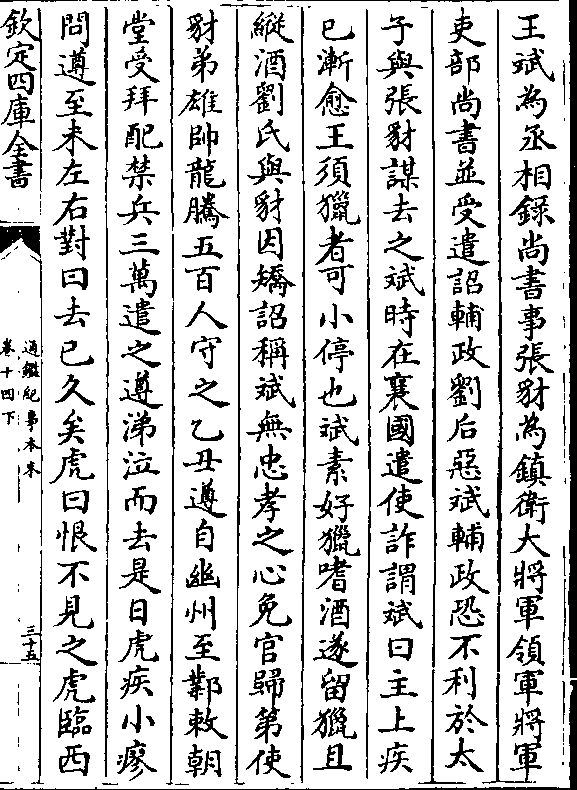 王斌為丞相錄尚書事張豺為鎮衛大將軍領軍將軍
吏部尚書並受遺詔輔政劉后惡斌輔政恐不利於太
子與張豺謀去之斌時在襄國遣使詐謂斌曰主上疾
已漸愈王須獵者可小停也斌素好獵嗜酒遂留獵且
縱酒劉氏與豺因矯詔稱斌無忠孝之心免官歸第使
豺弟雄帥龍騰五百人守之乙丑遵自幽州至鄴敕朝
堂受拜配禁兵三萬遣之遵涕泣而去是日虎疾小瘳
問遵至未左右對曰去已久矣虎曰恨不見之虎臨西
欽定四庫全書
通鑑紀事本末
卷十四下
三十五